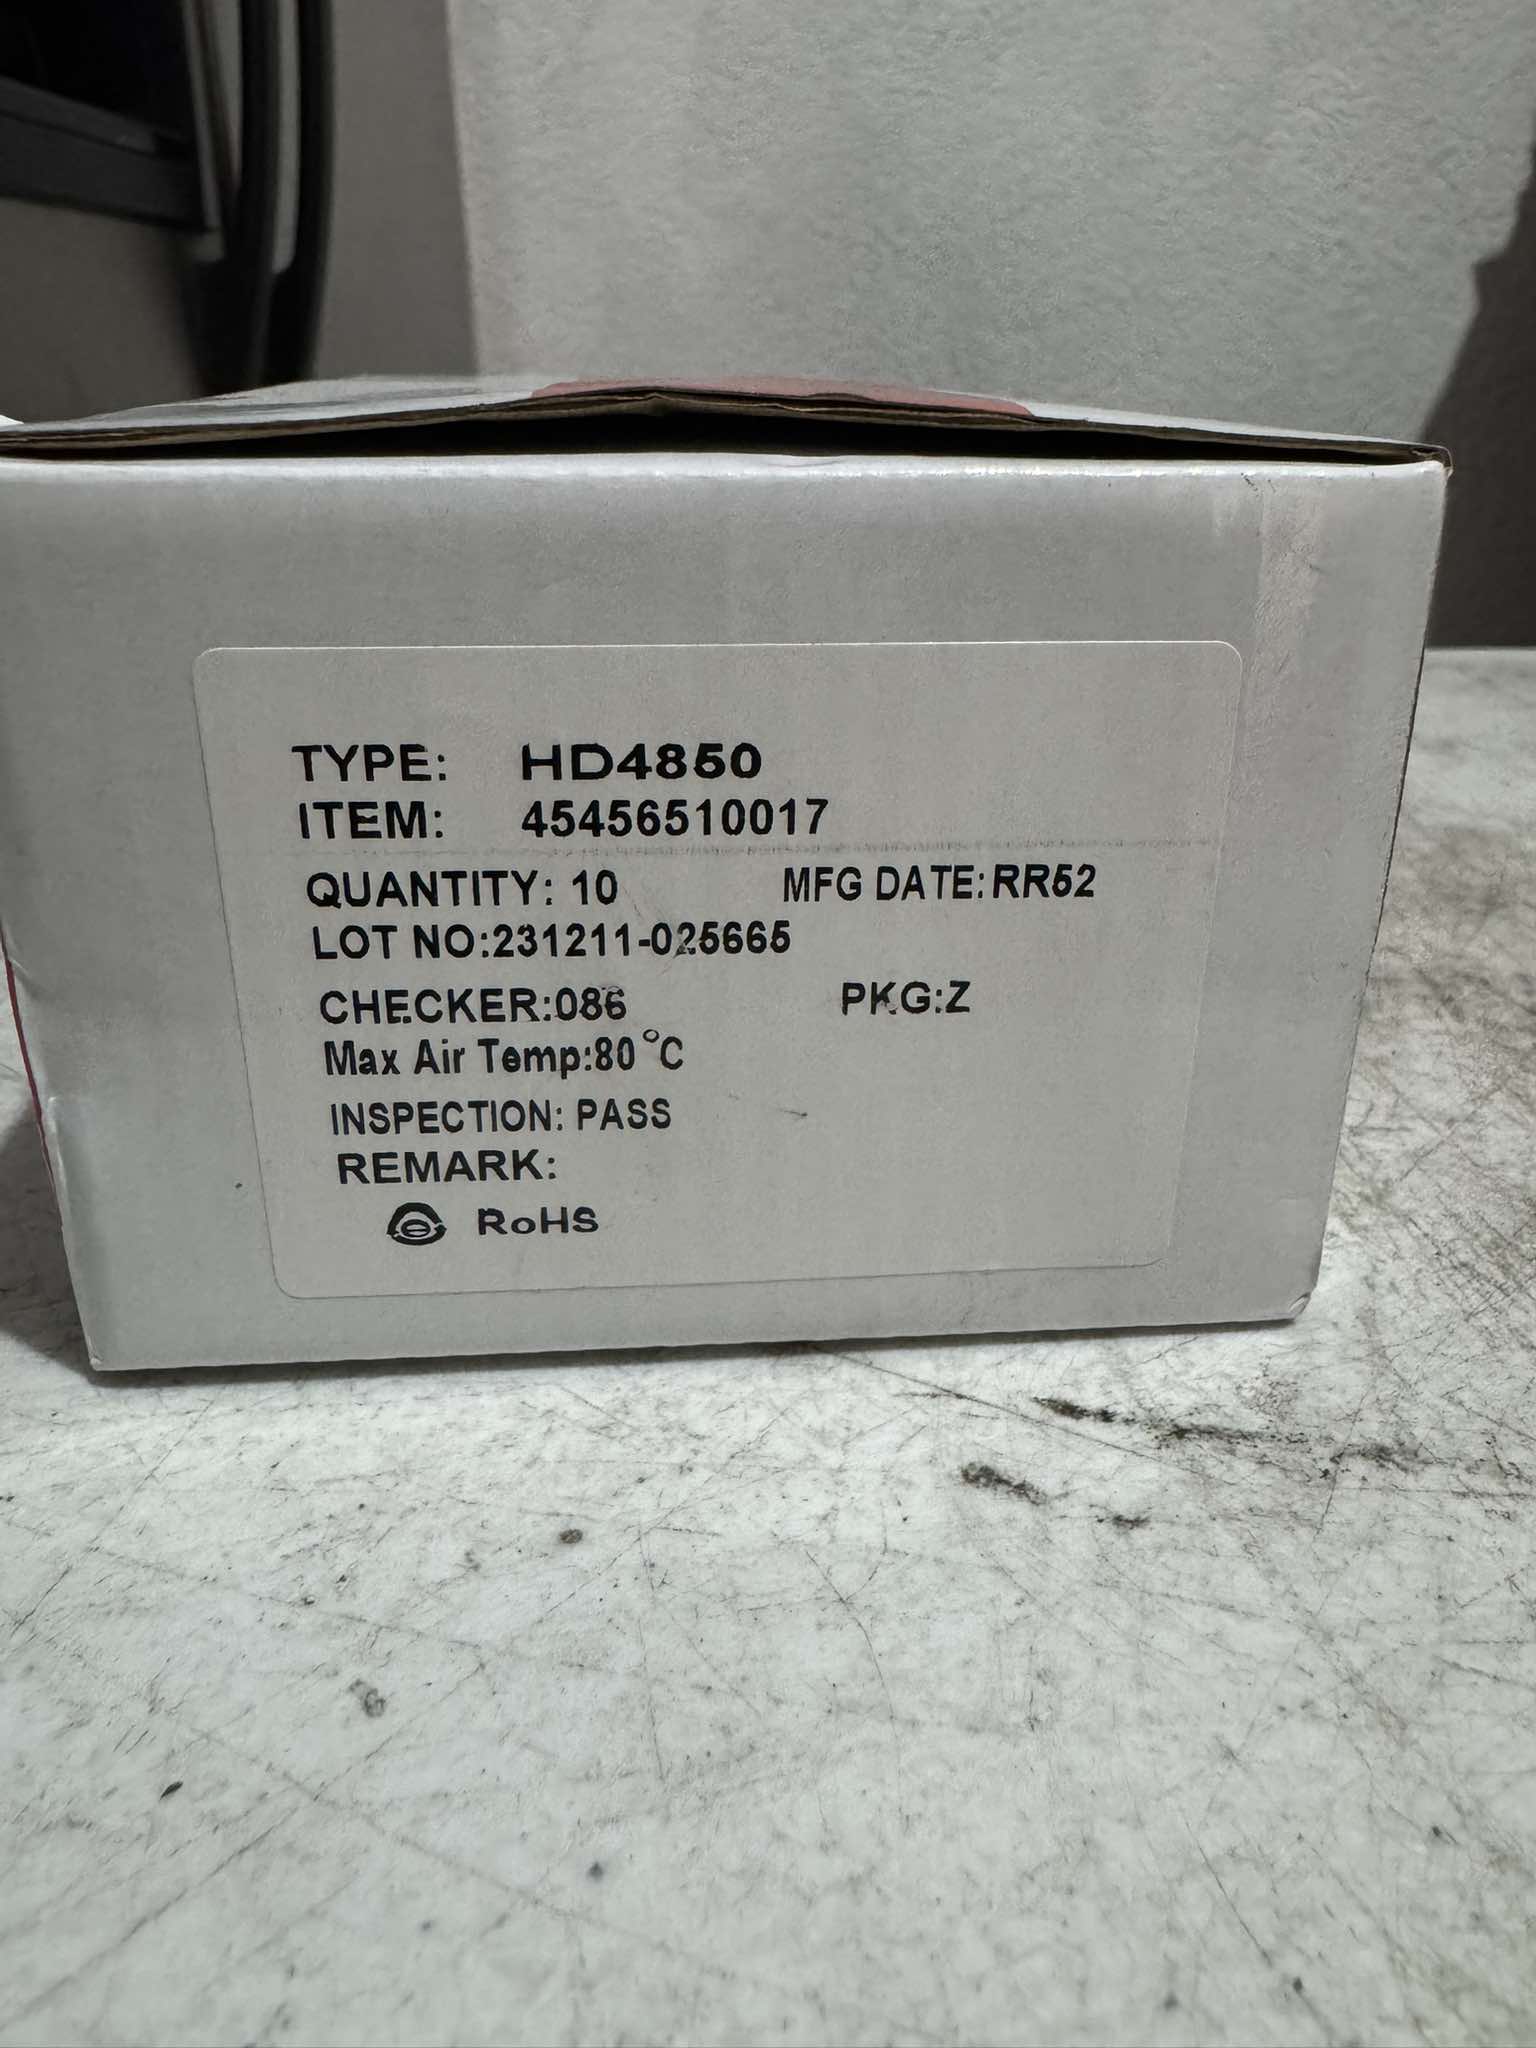 TYPE: HD4850
ITEM: 45456510017
QUANTITY: 10 MFG DATE:RR52
LOT NO:231211-025665
CHECKER:086 PKG:Z
Max Air Temp:80°C
INSPECTION: PASS
REMARK:
RoHS